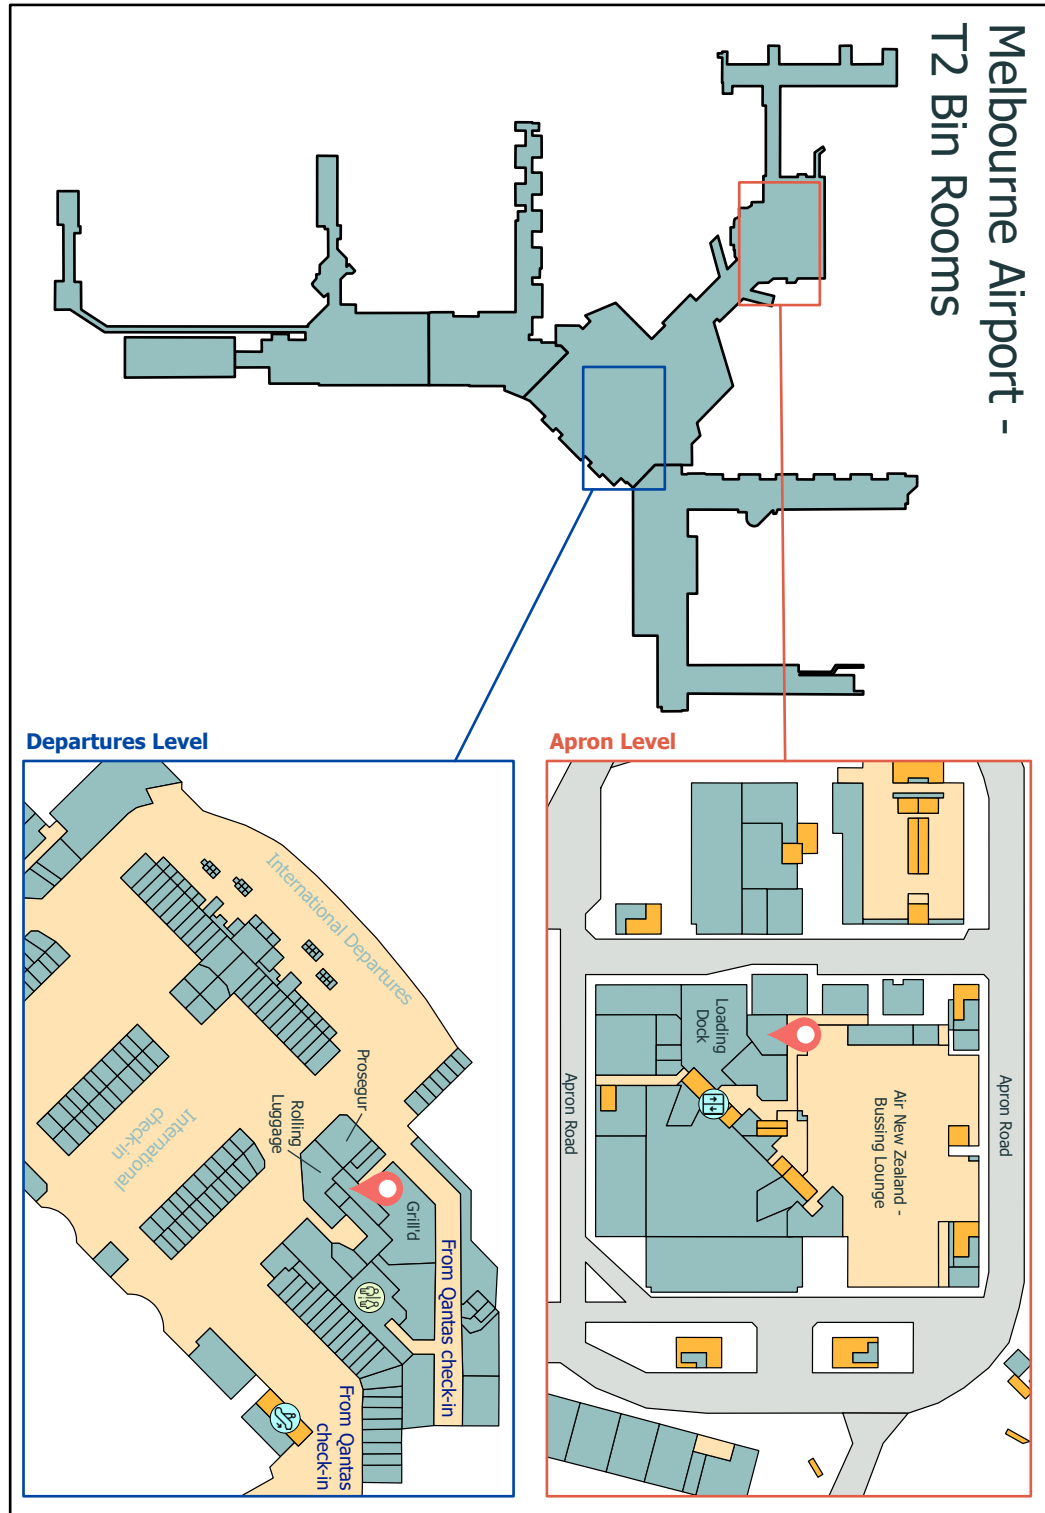 Melbourne Airport -
T2 Bin Rooms
Departures Level
International Departures
Prosegur
Rolling
Luggage
International
check-in
Grill'd
From Qantas check-in
From Qantas
check-in
Apron Level
Loading
Dock
Apron Road
Air New Zealand -
Bussing Lounge
Apron Road